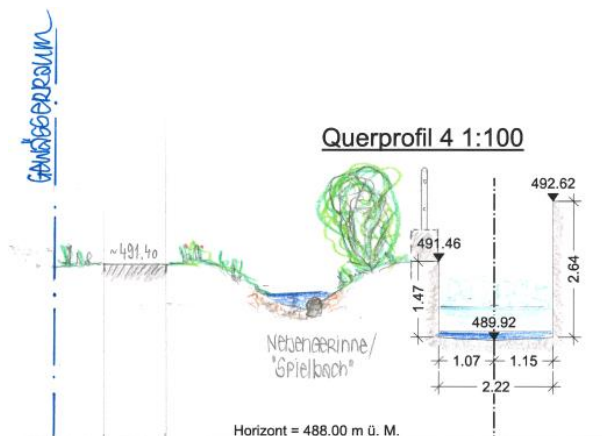 GEWÄSSERRAUM
Querprofil 4 1:100
492.62
~491.40
491.46
2.64
1.47
489.92
Nebengerinne/
"Spielbach"
1.07
1.15
2.22
Horizont = 488.00 m ü. M.